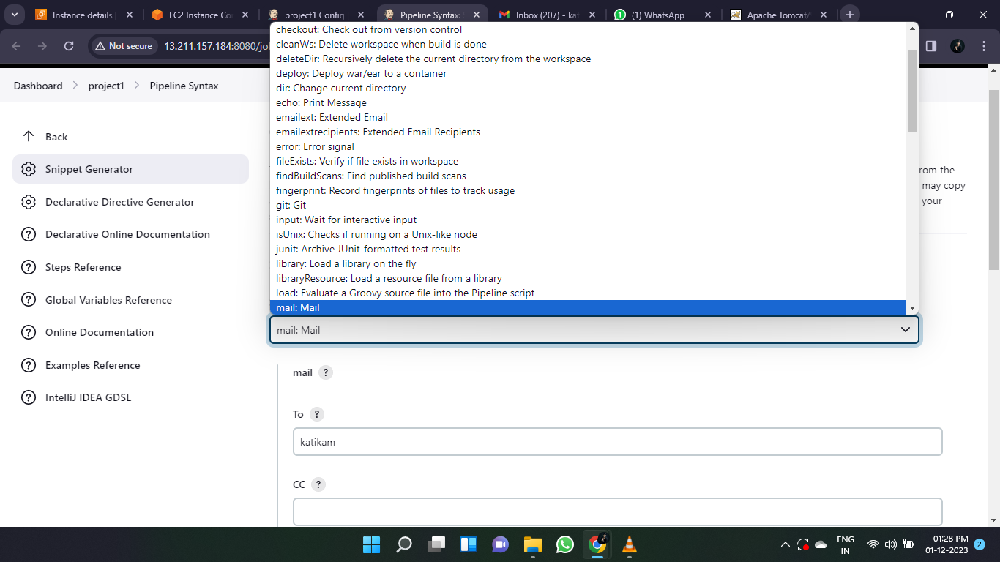 Instance details |
EC2 Instance Co
project1 Config
Pipeline Syntax:
Inbox (207) - kat
(1) WhatsApp
Apache Tomcat/
Not secure
13.211.157.184:8080/jo
Dashboard
project1
Pipeline Syntax
Back
Snippet Generator
Declarative Directive Generator
Declarative Online Documentation
Steps Reference
Global Variables Reference
Online Documentation
Examples Reference
IntelliJ IDEA GDSL
checkout: Check out from version control
cleanWs: Delete workspace when build is done
deleteDir: Recursively delete the current directory from the workspace
deploy: Deploy war/ear to a container
dir: Change current directory
echo: Print Message
emailext: Extended Email
emailextrecipients: Extended Email Recipients
error: Error signal
fileExists: Verify if file exists in workspace
findBuildScans: Find published build scans
fingerprint: Record fingerprints of files to track usage
git: Git
input: Wait for interactive input
isUnix: Checks if running on a Unix-like node
junit: Archive JUnit-formatted test results
library: Load a library on the fly
libraryResource: Load a resource file from a library
load: Evaluate a Groovy source file into the Pipeline script
mail: Mail
rom the
may copy
your
mail: Mail
mail ?
To ?
katikam
CC ?
ENG
IN
01:28 PM
01-12-2023
2